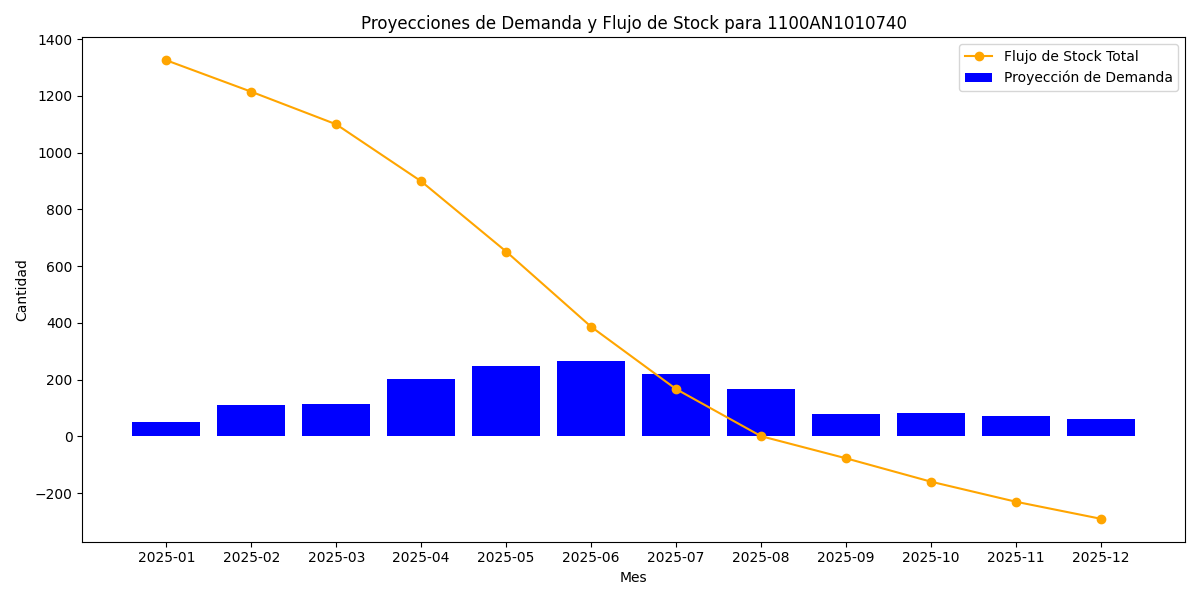 Proyecciones de Demanda y Flujo de Stock para 1100AN1010740
Flujo de Stock Total
Proyección de Demanda
Cantidad
1400
1200
1000
800
600
400
200
0
−200
2025-01 2025-02 2025-03 2025-04 2025-05 2025-06 2025-07 2025-08 2025-09 2025-10 2025-11 2025-12
Mes